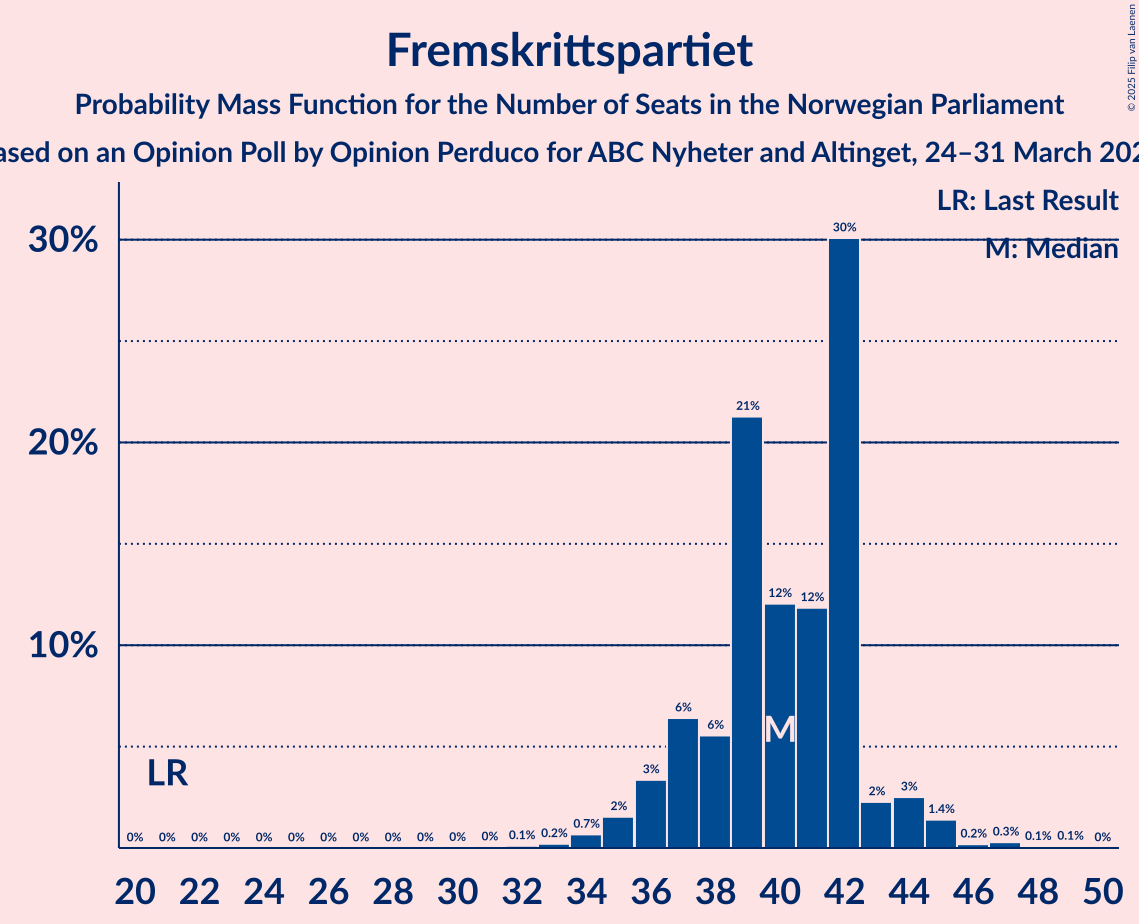 Fremskrittspartiet
Probability Mass Function for the Number of Seats in the Norwegian Parliament
ased on an Opinion Poll by Opinion Perduco for ABC Nyheter and Altinget, 24–31 March 202
© 2025 Filip van Laenen
LR: Last Result
M: Median
30%
20%
10%
30%
21%
12% 12%
6% 6%
3% 2% 3%
2% 1.4%
0% 0% 0% 0% 0% 0% 0% 0% 0% 0% 0% 0% 0.1% 0.2% 0.7% 0.2% 0.3% 0.1% 0.1% 0%
M
LR
20 22 24 26 28 30 32 34 36 38 40 42 44 46 48 50